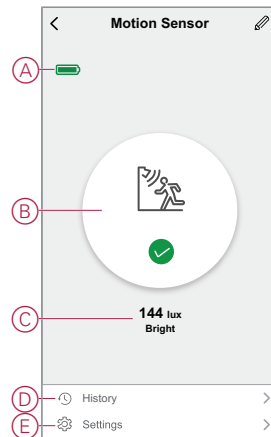 Motion Sensor
A
B
C
144 lux
Bright
D
History
E
Settings